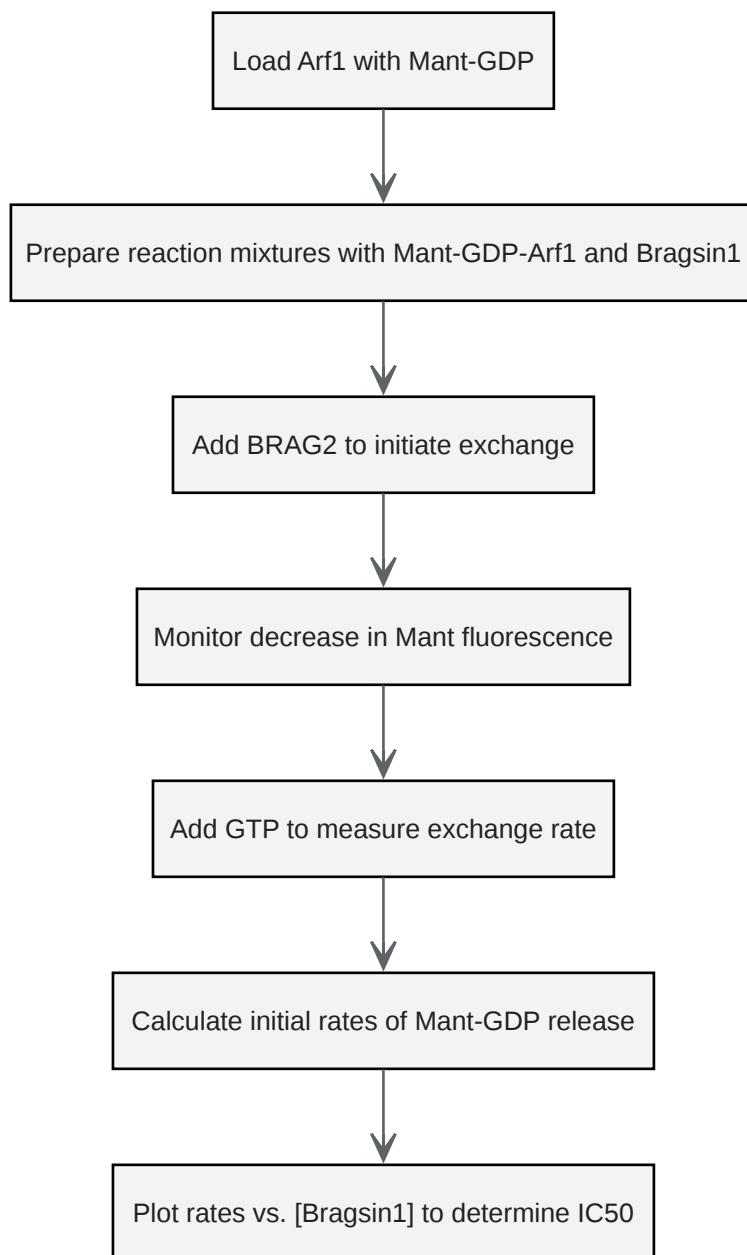 Load Arf1 with Mant-GDP
Prepare reaction mixtures with Mant-GDP-Arf1 and Bragsin1
Add BRAG2 to initiate exchange
Monitor decrease in Mant fluorescence
Add GTP to measure exchange rate
Calculate initial rates of Mant-GDP release
Plot rates vs. [Bragsin1] to determine IC50